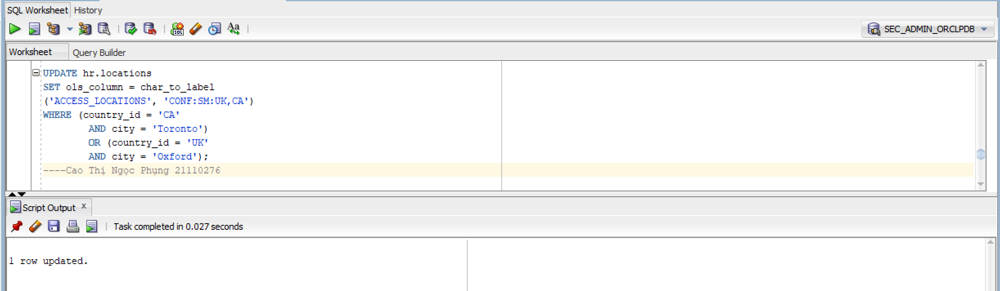 SQL Worksheet History
SEC_ADMIN_ORCLPDB
Worksheet Query Builder
UPDATE hr.locations
SET ols_column = char_to_label
('ACCESS_LOCATIONS', 'CONF:SM:UK,CA')
WHERE (country_id = 'CA'
AND city = 'Toronto')
OR (country_id = 'UK'
AND city = 'Oxford');
----Cao Thị Ngọc Phụng 21110276
Script Output x
Task completed in 0.027 seconds
1 row updated.